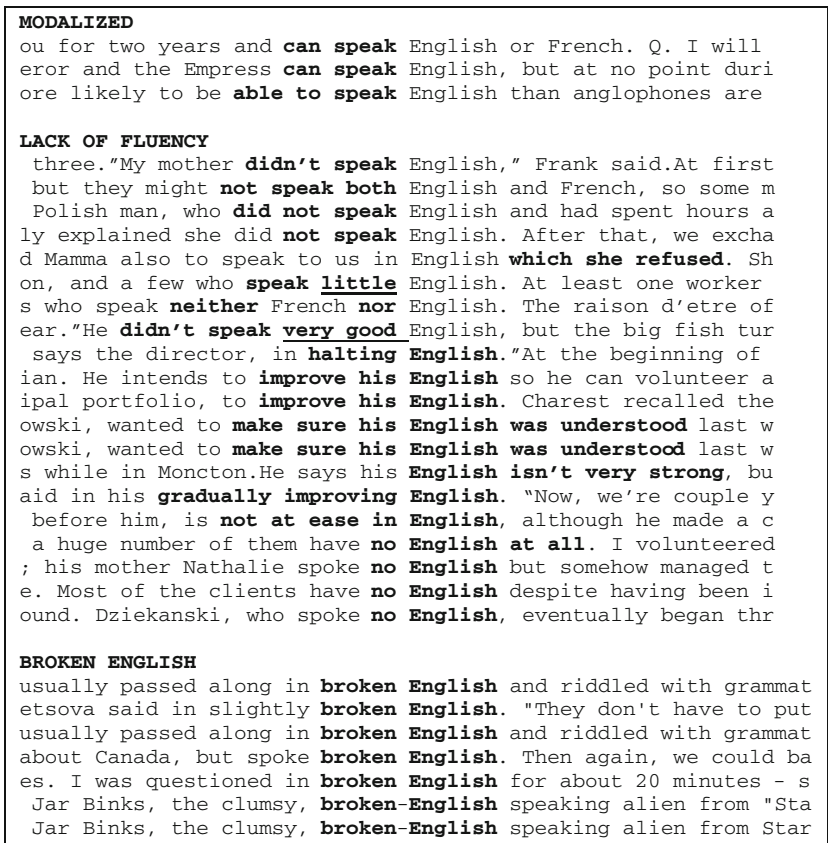 MODALIZED
ou for two years and can speak English or French. Q. I will
eror and the Empress can speak English, but at no point duri
ore likely to be able to speak English than anglophones are
LACK OF FLUENCY
three."My mother didn't speak English," Frank said.At first
but they might not speak both English and French, so some m
Polish man, who did not speak English and had spent hours a
ly explained she did not speak English. After that, we excha
d Mamma also to speak to us in English which she refused. Sh
on, and a few who speak little English. At least one worker
s who speak neither French nor English. The raison d'etre of
ear."He didn't speak very good English, but the big fish tur
says the director, in halting English."At the beginning of
ian. He intends to improve his English so he can volunteer a
ipal portfolio, to improve his English. Charest recalled the
owski, wanted to make sure his English was understood last w
owski, wanted to make sure his English was understood last w
s while in Moncton.He says his English isn't very strong, bu
aid in his gradually improving English. "Now, we're couple y
before him, is not at ease in English, although he made a c
a huge number of them have no English at all. I volunteered
; his mother Nathalie spoke no English but somehow managed t
e. Most of the clients have no English despite having been i
ound. Dziekanski, who spoke no English, eventually began thr
BROKEN ENGLISH
usually passed along in broken English and riddled with grammat
etsova said in slightly broken English. "They don't have to put
usually passed along in broken English and riddled with grammat
about Canada, but spoke broken English. Then again, we could ba
es. I was questioned in broken English for about 20 minutes – s
Jar Binks, the clumsy, broken-English speaking alien from "Sta
Jar Binks, the clumsy, broken-English speaking alien from Star